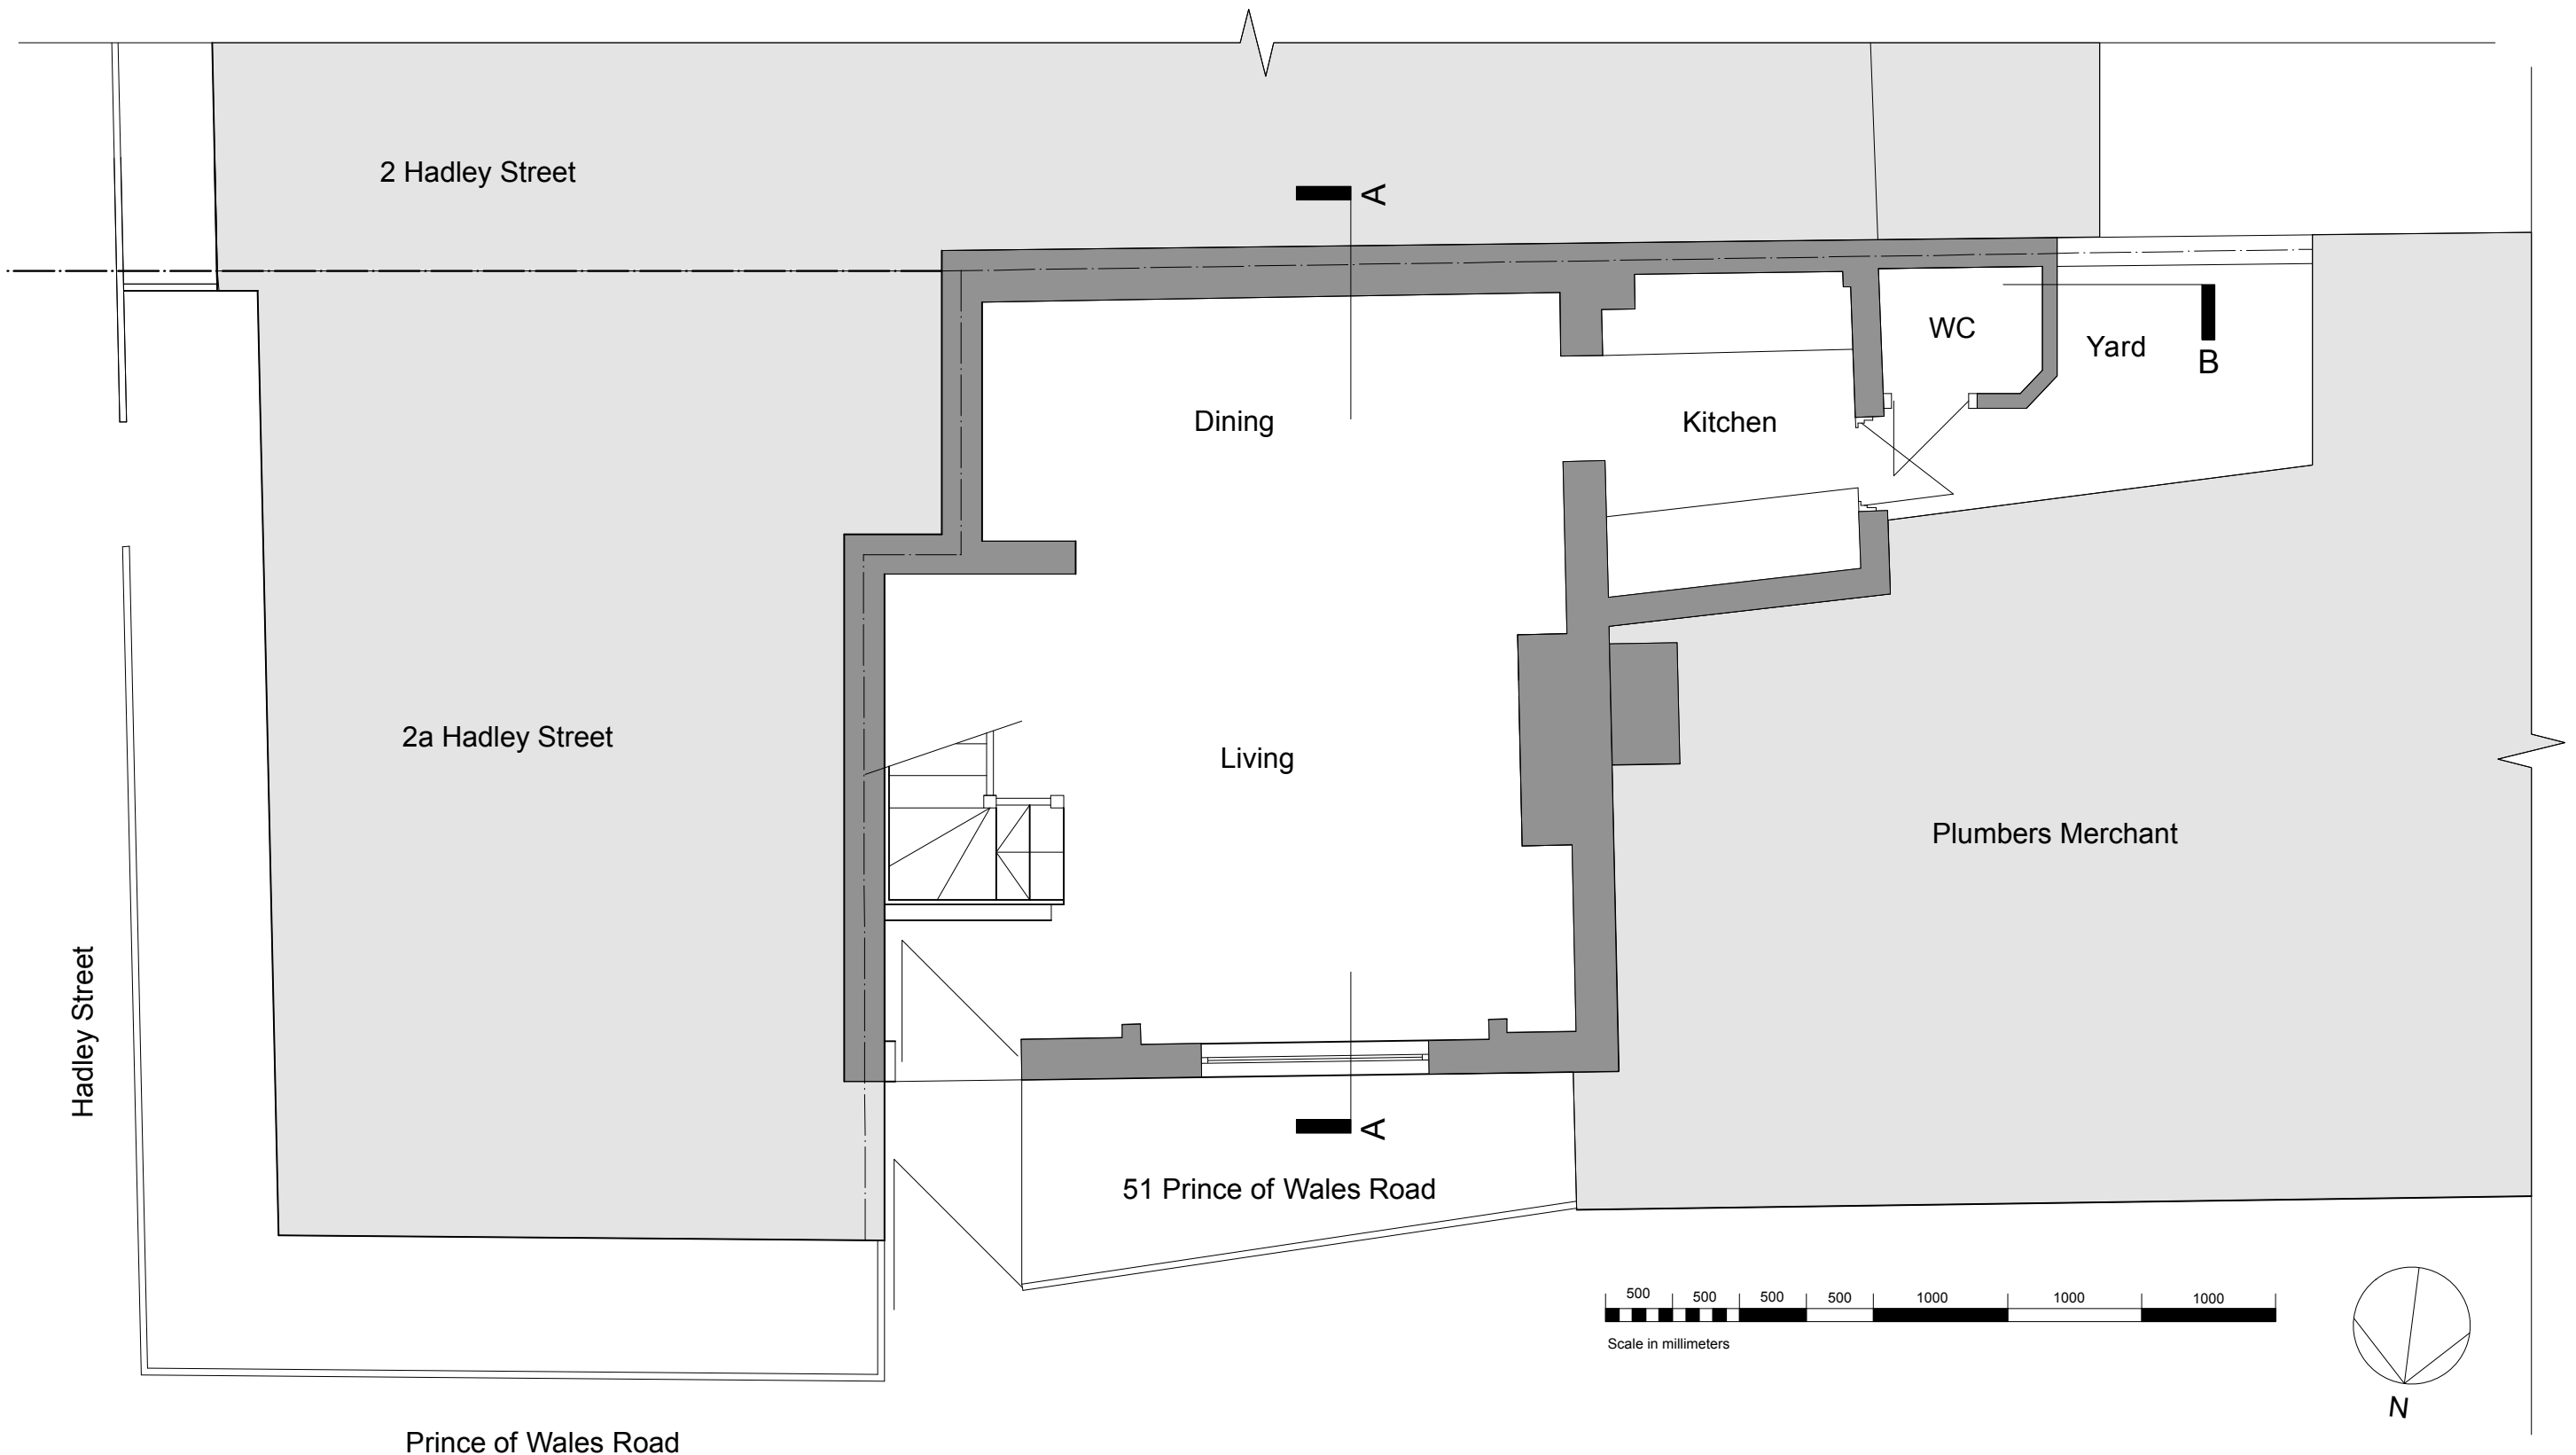 2 Hadley Street
A
WC
Yard
B
Dining
Kitchen
2a Hadley Street
Living
Plumbers Merchant
Hadley Street
A
51 Prince of Wales Road
500 500 500 500 1000 1000 1000
Scale in millimeters
N
Prince of Wales Road